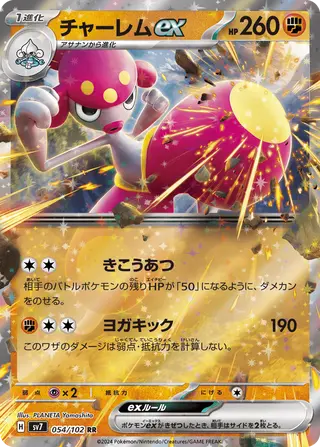 1進化
チャーレムex
HP 260
アサナンから進化
きこうあつ
相手のバトルポケモンの残りHPが「50」になるように、ダメカン
をのせる。
ヨガキック 190
このワザのダメージは弱点・抵抗力を計算しない。
弱点 ×2 抵抗力 にげる
Illus. PLANETA Yamashita
H SV7 054/102 RR
exルール
ポケモンexがきぜつしたとき、相手はサイドを2枚とる。
©2024 Pokémon/Nintendo/Creatures/GAME FREAK.